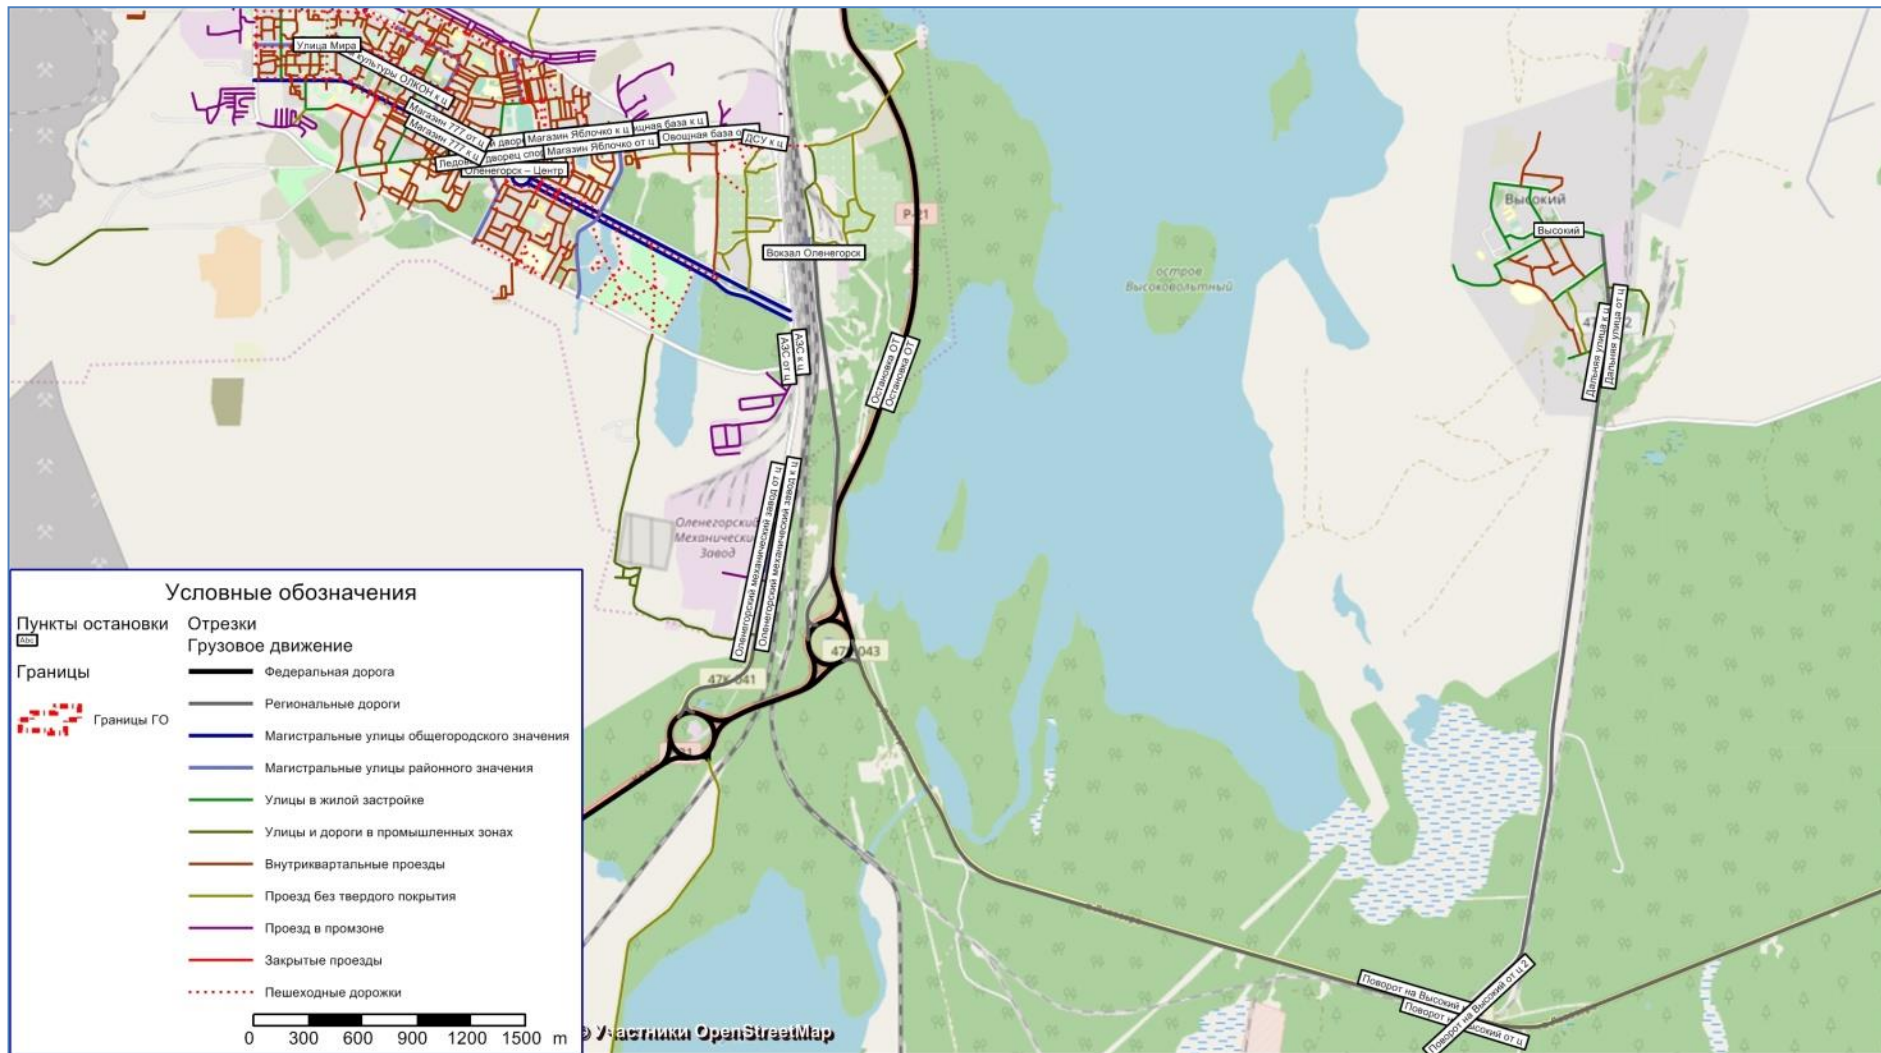 Улица Мира
культуры ОЛКОН к ц
Магазин 777 от ц
Магазин 777 к ц
Магазин Яблочко к ц
щная база к ц
Овощная база о
ДСУ к ц
Магазин Яблочко от ц
Оленегорск – Центр
Р-21
Вокзал Оленегорск
остров
Высоковольтный
Высокий
Высокий
АЗС от ц
АЗС к ц
Остановка ОТ
Остановка ОТ
Дальняя улица к ц
Дальняя улица от ц
Оленегорский
Механический
Завод
Оленегорский механический завод от ц
Оленегорский механический завод к ц
47К-041
Поворот на Высокий
Поворот на Высокий от ц 2
Условные обозначения
Пункты остановки
Abc
Границы
Границы ГО
Отрезки
Грузовое движение
Федеральная дорога
Региональные дороги
Магистральные улицы общегородского значения
Магистральные улицы районного значения
Улицы в жилой застройке
Улицы и дороги в промышленных зонах
Внутриквартальные проезды
Проезд без твердого покрытия
Проезд в промзоне
Закрытые проезды
Пешеходные дорожки
0 300 600 900 1200 1500 m
Участники OpenStreetMap